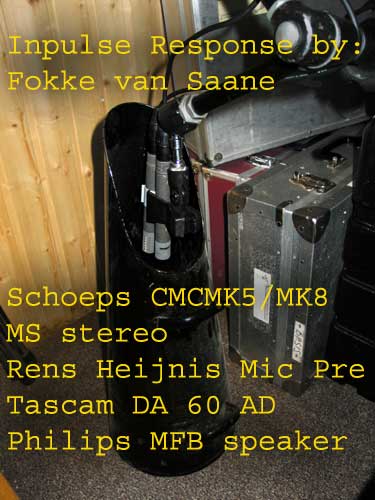 Inpulse Response by:
Fokke van Saane
Schoeps CMCMK5/MK8
MS stereo
Rens Heijnis Mic Pre
Tascam DA 60 AD
Philips MFB speaker